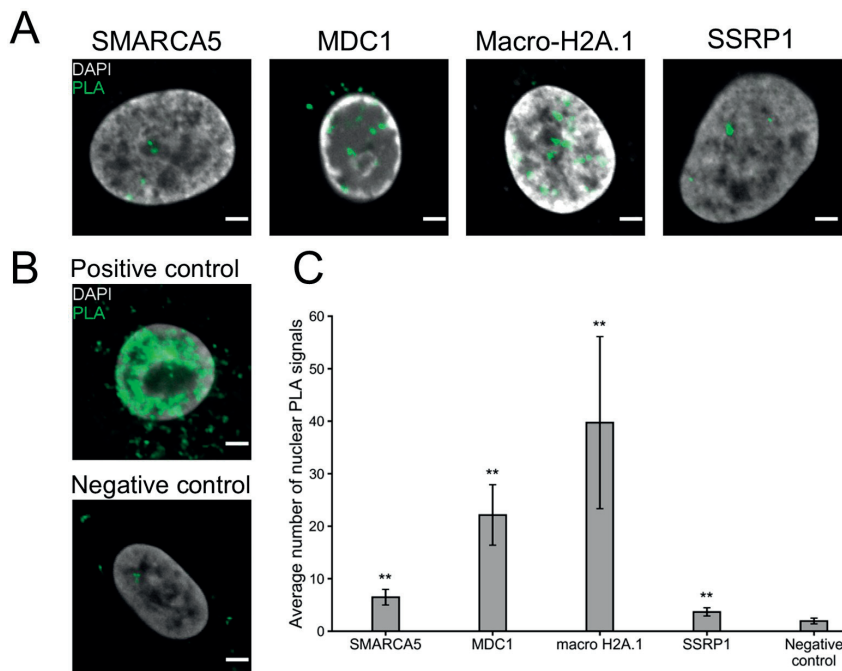 A
SMARCA5
MDC1
Macro-H2A.1
SSRP1
DAPI
PLA
B
Positive control
DAPI
PLA
Negative control
C
Average number of nuclear PLA signals
60
50
40
30
20
10
0
**
**
**
**
SMARCA5
MDC1
macro H2A.1
SSRP1
Negative
control